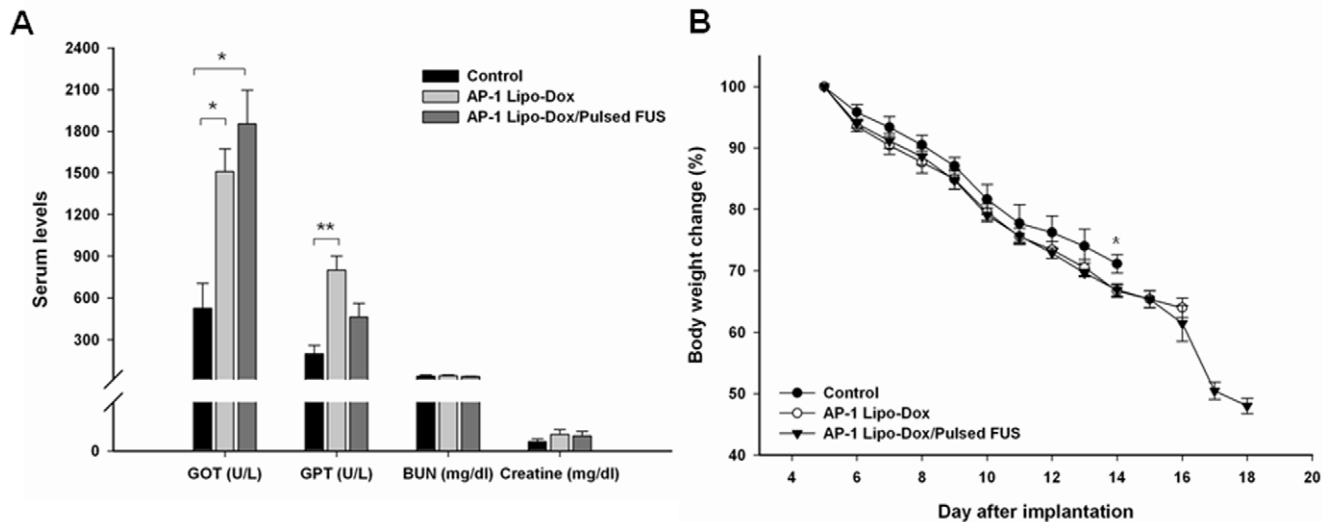 A
2400
2100
1800
1500
1200
900
600
300
0
Serum levels
*
*
**
Control
AP-1 Lipo-Dox
AP-1 Lipo-Dox/Pulsed FUS
GOT (U/L) GPT (U/L) BUN (mg/dl) Creatine (mg/dl)
B
100
90
80
70
60
50
40
Body weight change (%)
*
Control
AP-1 Lipo-Dox
AP-1 Lipo-Dox/Pulsed FUS
4 6 8 10 12 14 16 18 20
Day after implantation